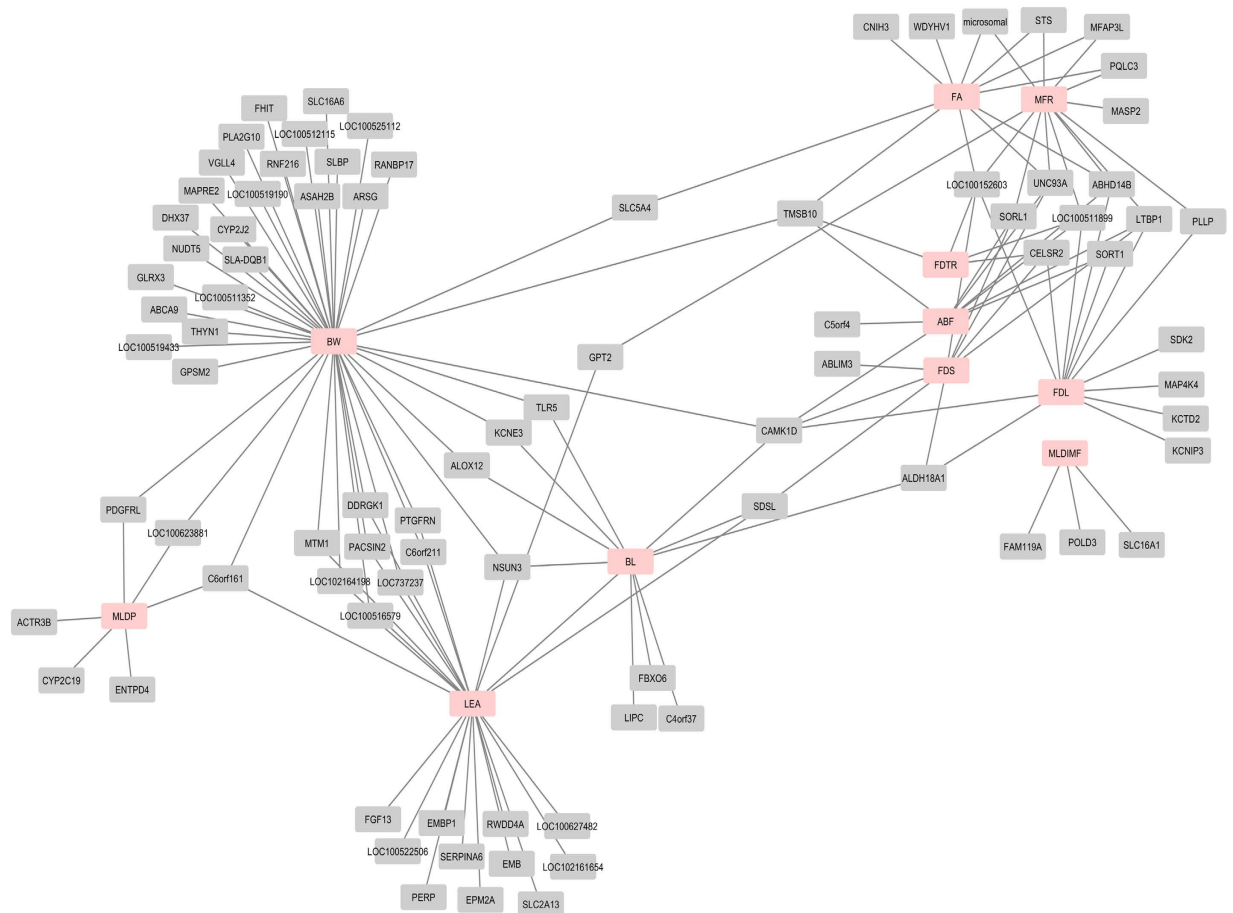 CNIH3
WDYHV1
microsomal
STS
MFAP3L
PQLC3
FA
MFR
MASP2
SLC16A6
FHIT
LOC100525112
LOC100512115
PLA2G10
VGLL4
RNF216
SLBP
RANBP17
MAPRE2
LOC100519190
ASAH2B
ARSG
DHX37
CYP2J2
NUDT5
SLA-DQB1
GLRX3
LOC100511352
ABCA9
THYN1
LOC100519433
GPSM2
BW
SLC5A4
TMSB10
LOC100152603
UNC93A
ABHD14B
SORL1
LOC100511899
LTBP1
PLLP
CELSR2
SORT1
FDTR
C5orf4
ABF
ABLIM3
FDS
FDL
SDK2
MAP4K4
KCTD2
KCNIP3
GPT2
TLR5
KCNE3
CAMK1D
ALOX12
ALDH18A1
MLDIMF
FAM119A
POLD3
SLC16A1
PDGFRL
LOC100623881
DDRGK1
PTGFRN
SDSL
MTM1
PACSIN2
C6orf211
C6orf161
LOC102164198
LOC737237
NSUN3
BL
LOC100516579
MLDP
ACTR3B
CYP2C19
ENTPD4
FBXO6
LIPC
C4orf37
LEA
FGF13
EMBP1
RWDD4A
LOC100627482
LOC100522506
SERPINA6
EMB
LOC102161654
PERP
EPM2A
SLC2A13